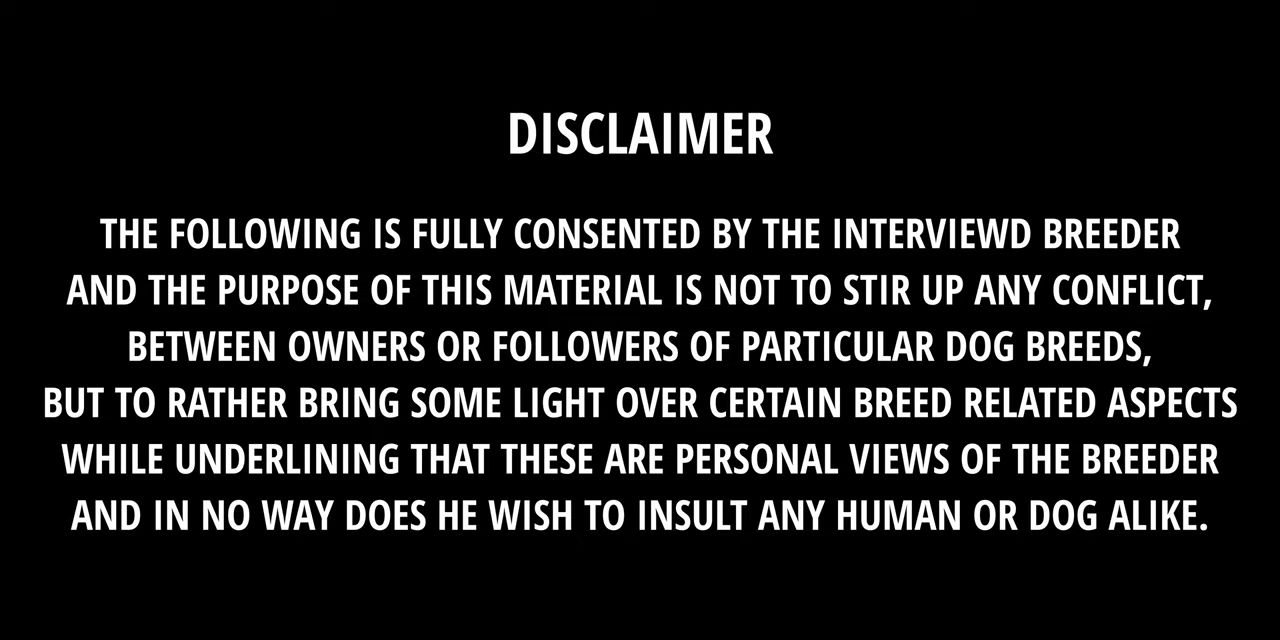 DISCLAIMER
THE FOLLOWING IS FULLY CONSENTED BY THE INTERVIEWD BREEDER
AND THE PURPOSE OF THIS MATERIAL IS NOT TO STIR UP ANY CONFLICT,
BETWEEN OWNERS OR FOLLOWERS OF PARTICULAR DOG BREEDS,
BUT TO RATHER BRING SOME LIGHT OVER CERTAIN BREED RELATED ASPECTS
WHILE UNDERLINING THAT THESE ARE PERSONAL VIEWS OF THE BREEDER
AND IN NO WAY DOES HE WISH TO INSULT ANY HUMAN OR DOG ALIKE.